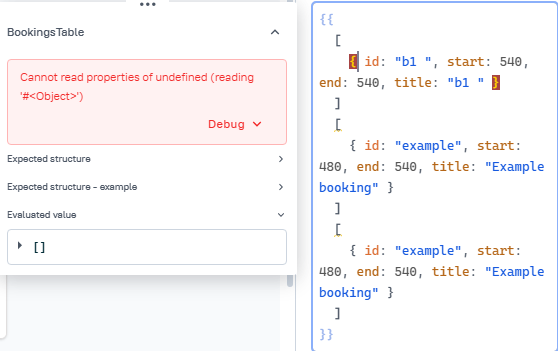 BookingsTable
Cannot read properties of undefined (reading
'#<Object>')
Debug
Expected structure
Expected structure - example
Evaluated value
[]
{{
[
{ id: "b1 ", start: 540,
end: 540, title: "b1 " }
]
[
{ id: "example", start:
480, end: 540, title: "Example
booking" }
]
[
{ id: "example", start:
480, end: 540, title: "Example
booking" }
]
}}